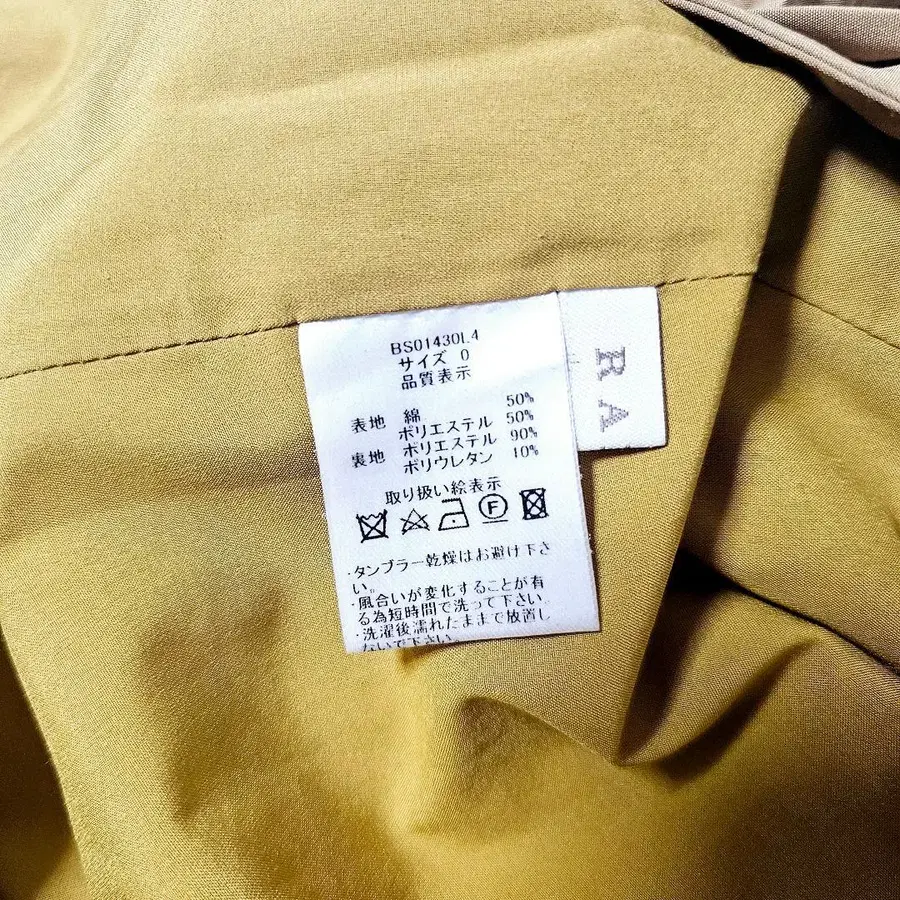 BS01430L4
サイズ 0
品質表示
表地 綿 50%
ポリエステル 50%
裏地 ポリエステル 90%
ポリウレタン 10%
取り扱い絵表示
F
・タンブラー乾燥はお避け下さ
い。
・風合いが変化することが有
る為短時間で洗って下さい。
・洗濯後濡れたままで放置し
ないで下さい。
R A